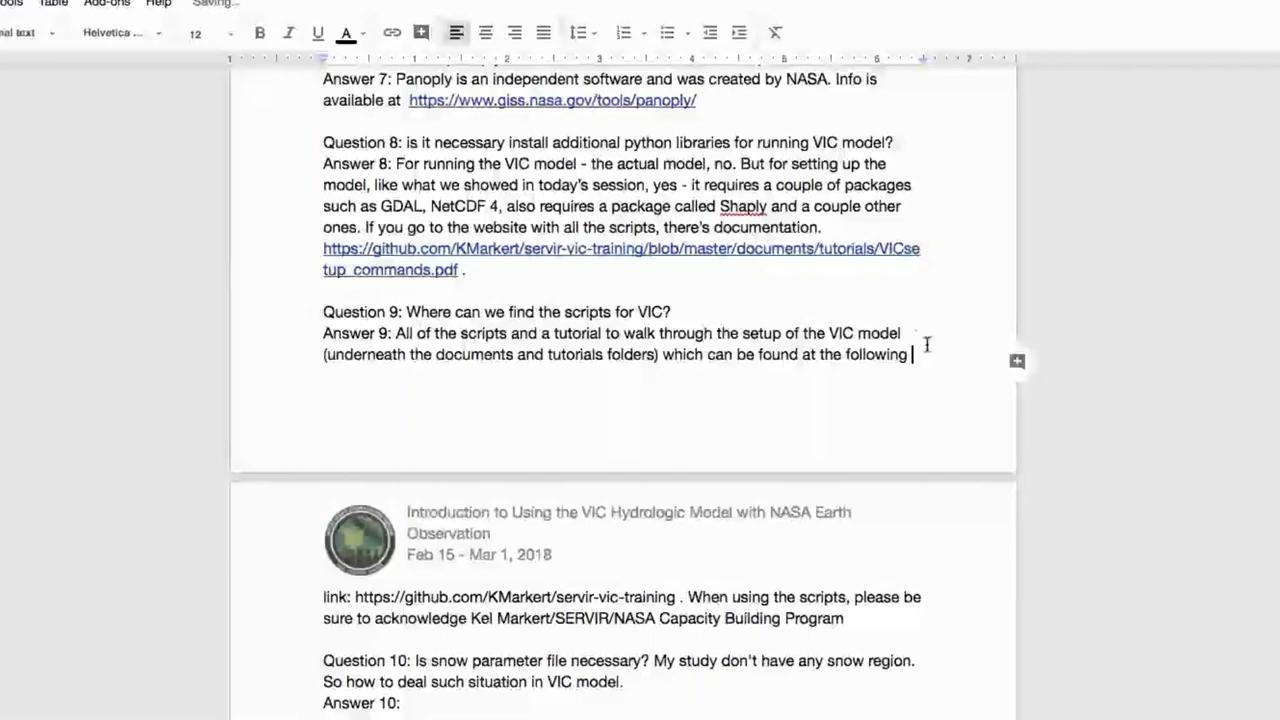 ools Table Add-ons Help Saving...
nal text Helvetica ... 12 B I U A
1 1 2 3 4 5 6 7
Answer 7: Panoply is an independent software and was created by NASA. Info is
available at https://www.giss.nasa.gov/tools/panoply/
Question 8: is it necessary install additional python libraries for running VIC model?
Answer 8: For running the VIC model - the actual model, no. But for setting up the
model, like what we showed in today's session, yes - it requires a couple of packages
such as GDAL, NetCDF 4, also requires a package called Shaply and a couple other
ones. If you go to the website with all the scripts, there's documentation.
https://github.com/KMarkert/servir-vic-training/blob/master/documents/tutorials/VICse
tup_commands.pdf .
Question 9: Where can we find the scripts for VIC?
Answer 9: All of the scripts and a tutorial to walk through the setup of the VIC model
(underneath the documents and tutorials folders) which can be found at the following
Introduction to Using the VIC Hydrologic Model with NASA Earth
Observation
Feb 15 - Mar 1, 2018
link: https://github.com/KMarkert/servir-vic-training . When using the scripts, please be
sure to acknowledge Kel Markert/SERVIR/NASA Capacity Building Program
Question 10: Is snow parameter file necessary? My study don't have any snow region.
So how to deal such situation in VIC model.
Answer 10: